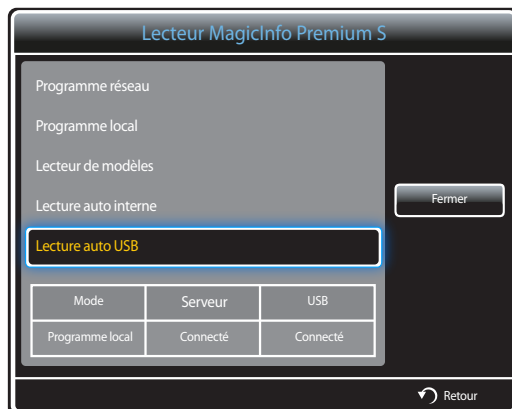 Lecteur MagicInfo Premium S
Programme réseau
Programme local
Lecteur de modèles
Lecture auto interne
Lecture auto USB
Fermer
Mode Serveur USB
Programme local Connecté Connecté
Retour